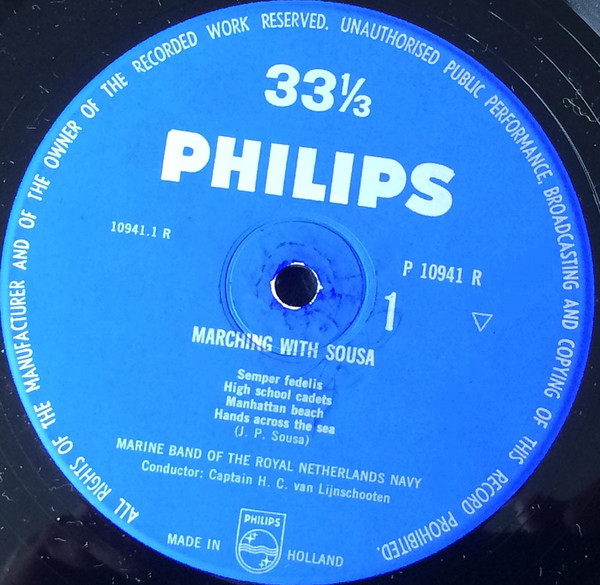 ALL RIGHTS OF THE MANUFACTURER AND OF THE OWNER OF THE RECORDED WORK RESERVED. UNAUTHORISED PUBLIC PERFORMANCE, BROADCASTING AND COPYING OF THIS RECORD PROHIBITED.
33⅓
PHILIPS
10941.1 R
P 10941 R
1
MARCHING WITH SOUSA
Semper fedelis
High school cadets
Manhattan beach
Hands across the sea
(J. P. Sousa)
MARINE BAND OF THE ROYAL NETHERLANDS NAVY
Conductor: Captain H. C. van Lijnschooten
MADE IN PHILIPS HOLLAND